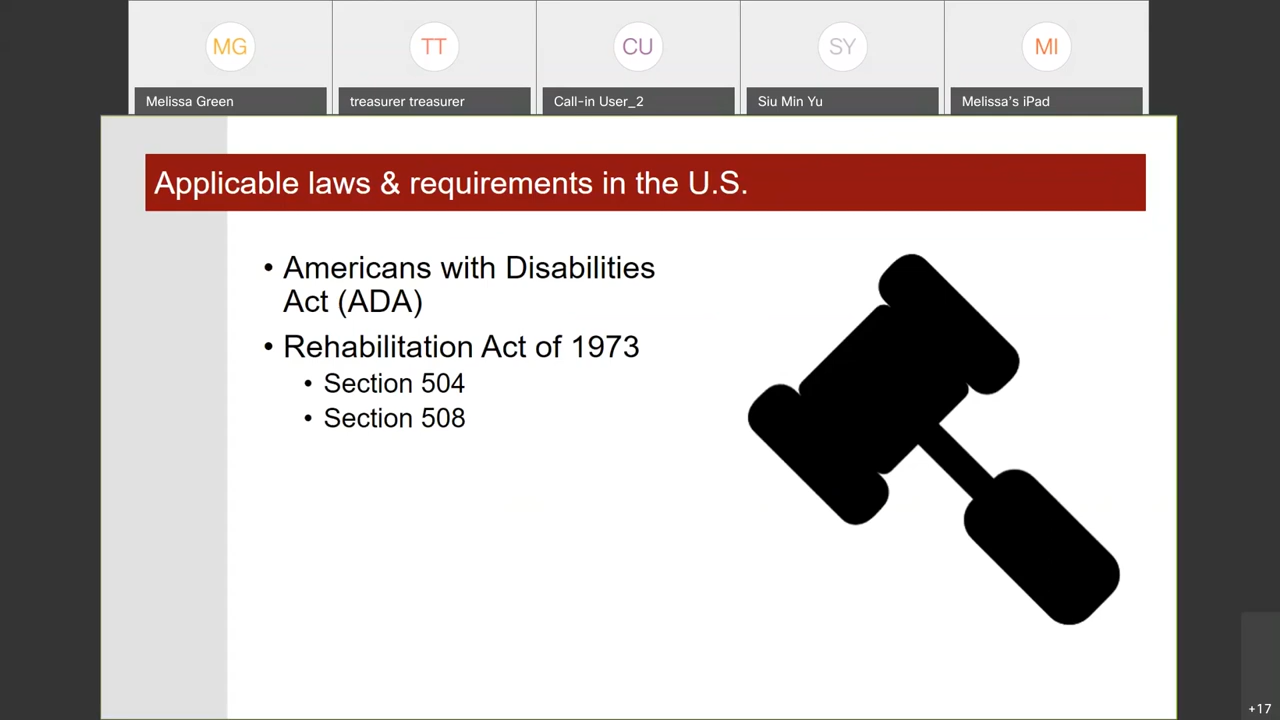 MG
TT
CU
SY
MI
Melissa Green
treasurer treasurer
Call-in User_2
Siu Min Yu
Melissa's iPad
Applicable laws & requirements in the U.S.
• Americans with Disabilities
Act (ADA)
• Rehabilitation Act of 1973
• Section 504
• Section 508
+17